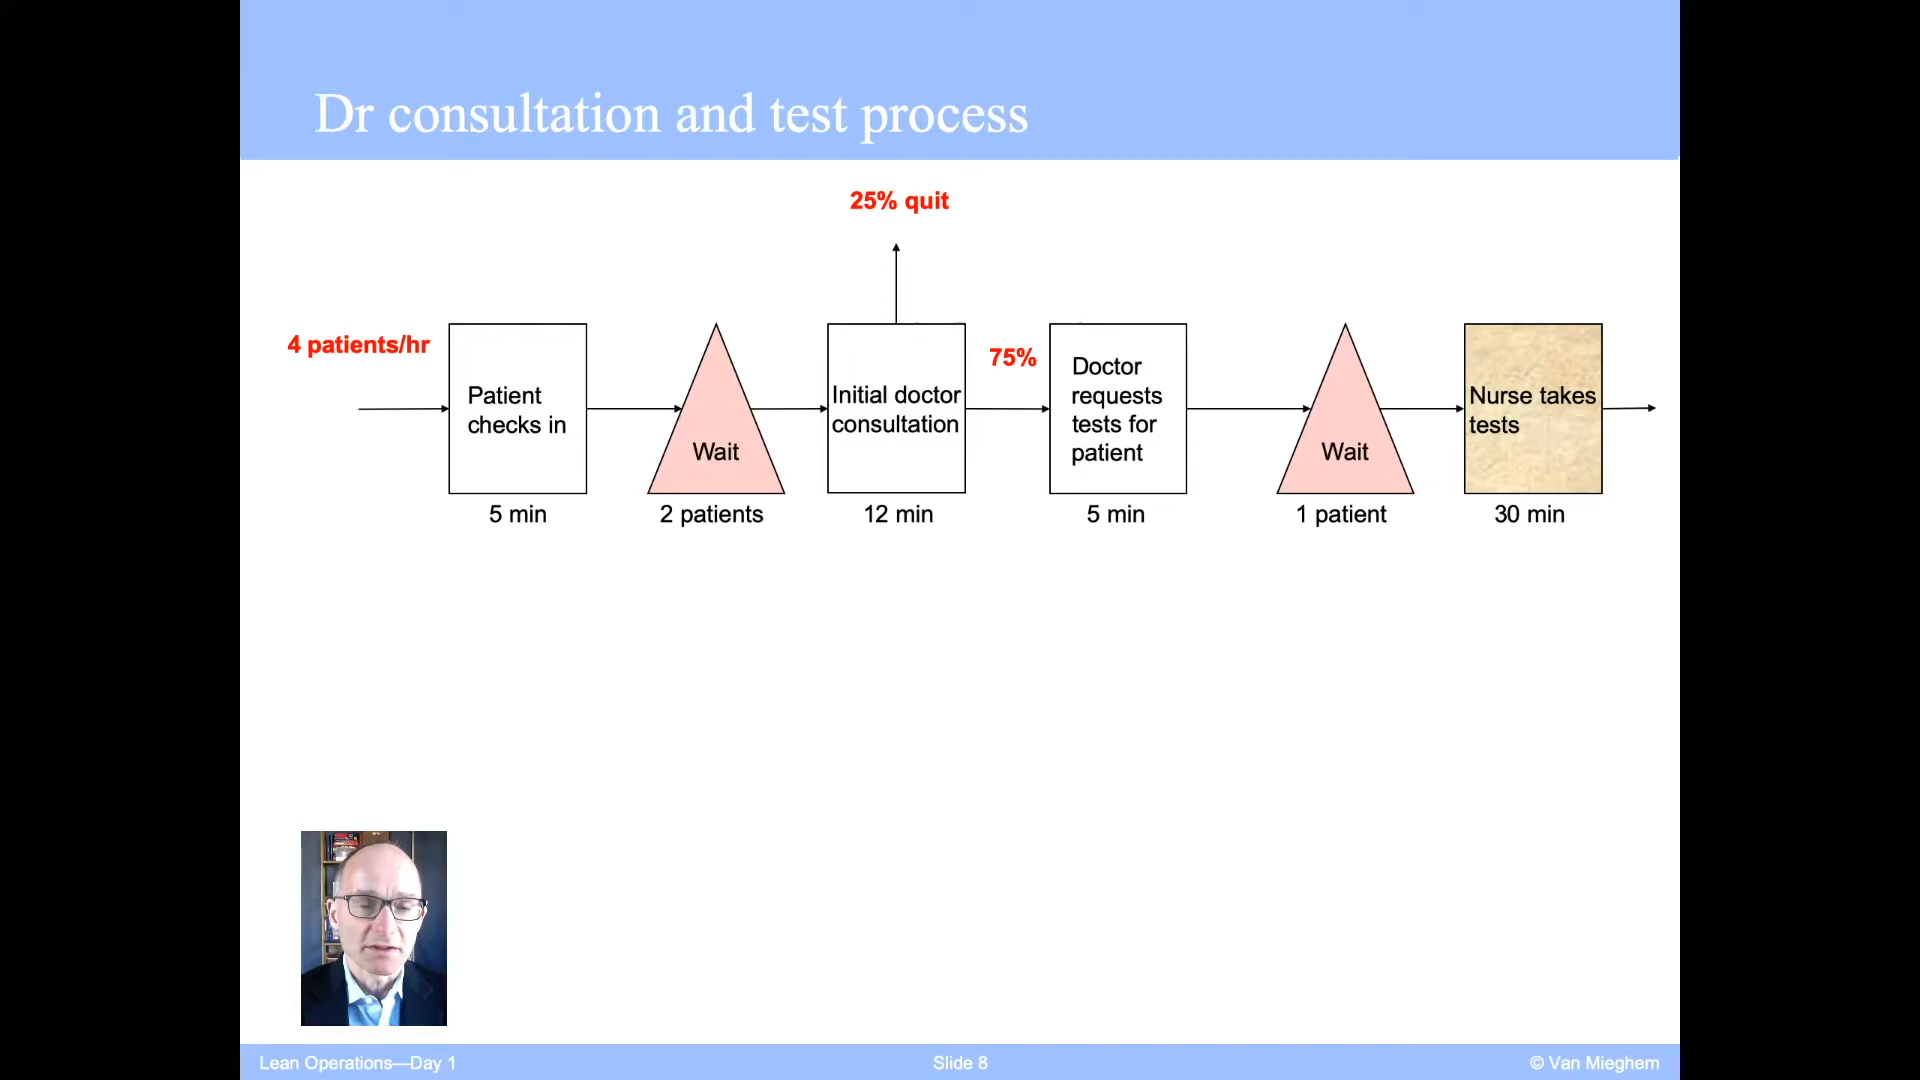 Dr consultation and test process
25% quit
4 patients/hr
Patient
checks in
Wait
Initial doctor
consultation
75%
Doctor
requests
tests for
patient
Wait
Nurse takes
tests
5 min
2 patients
12 min
5 min
1 patient
30 min
Lean Operations—Day 1
Slide 8
© Van Mieghem